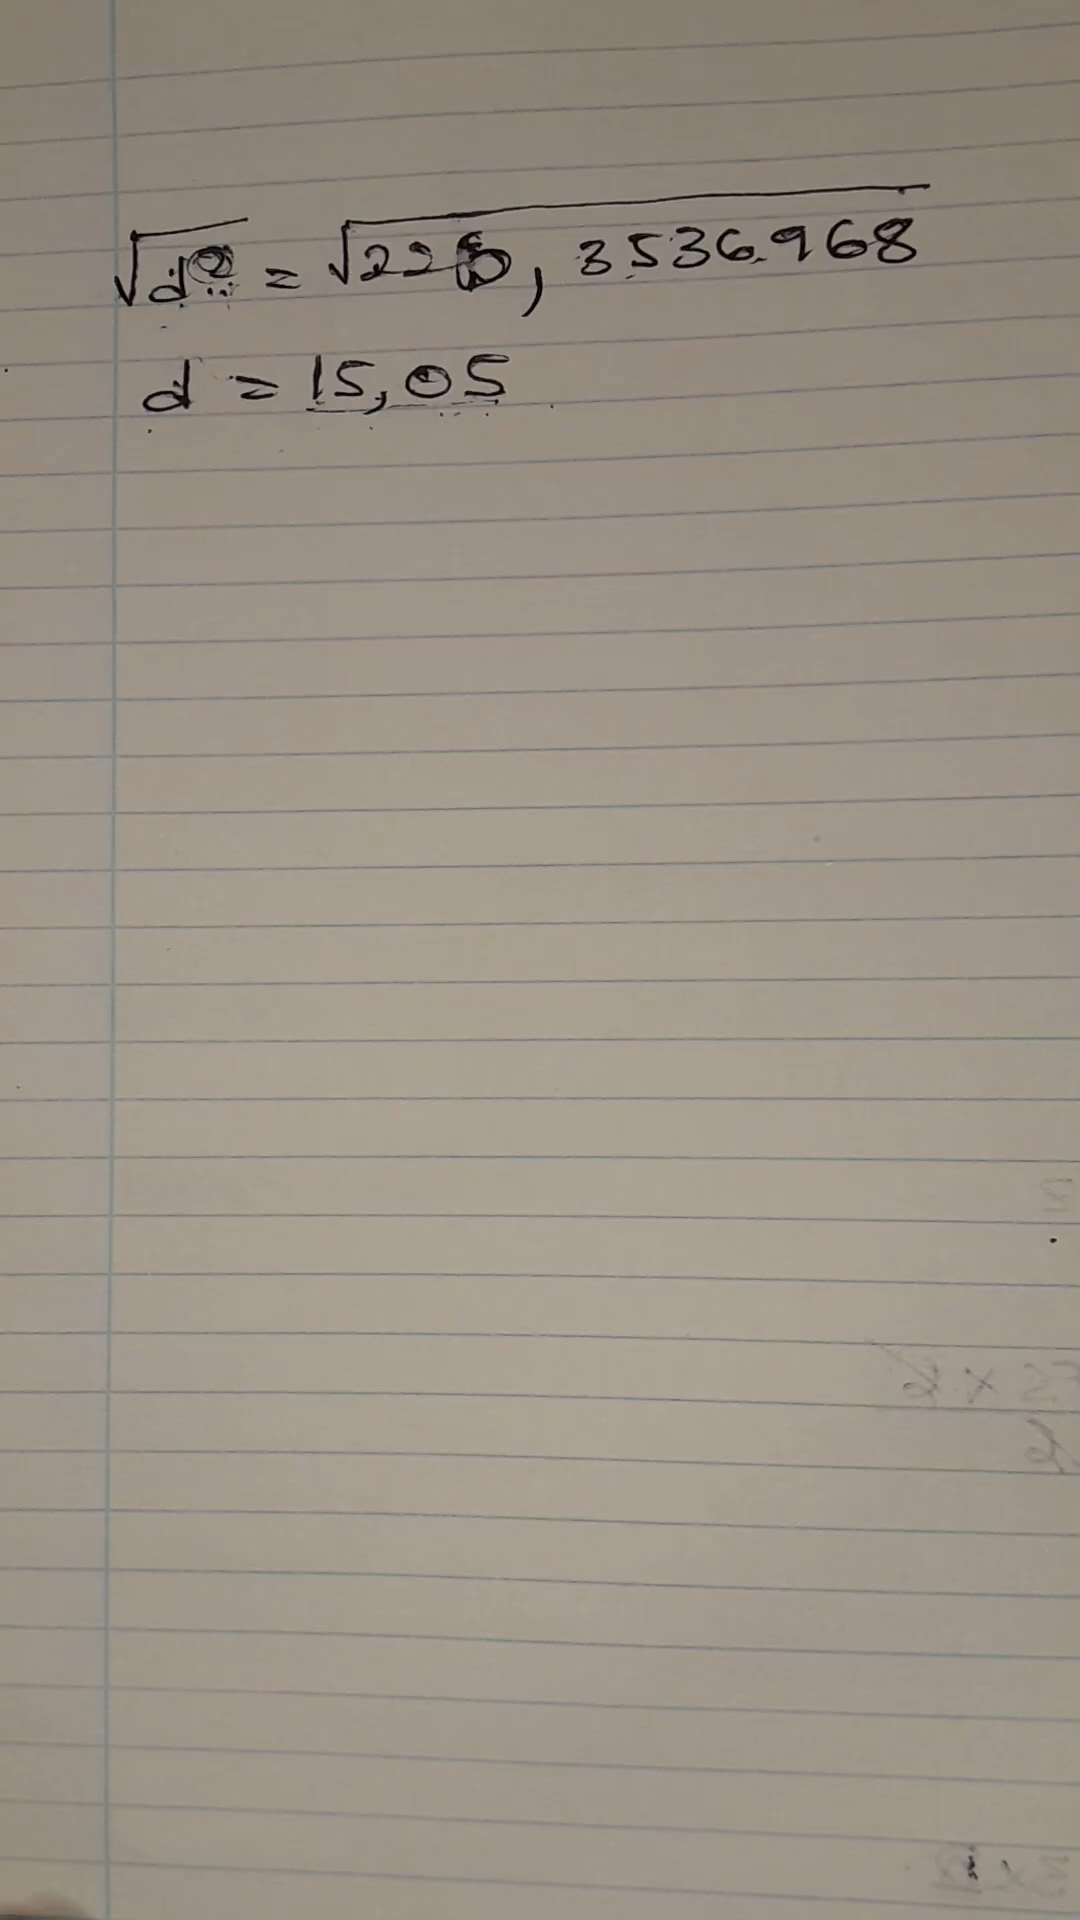 √d² = √226,3536968
d = 15,05